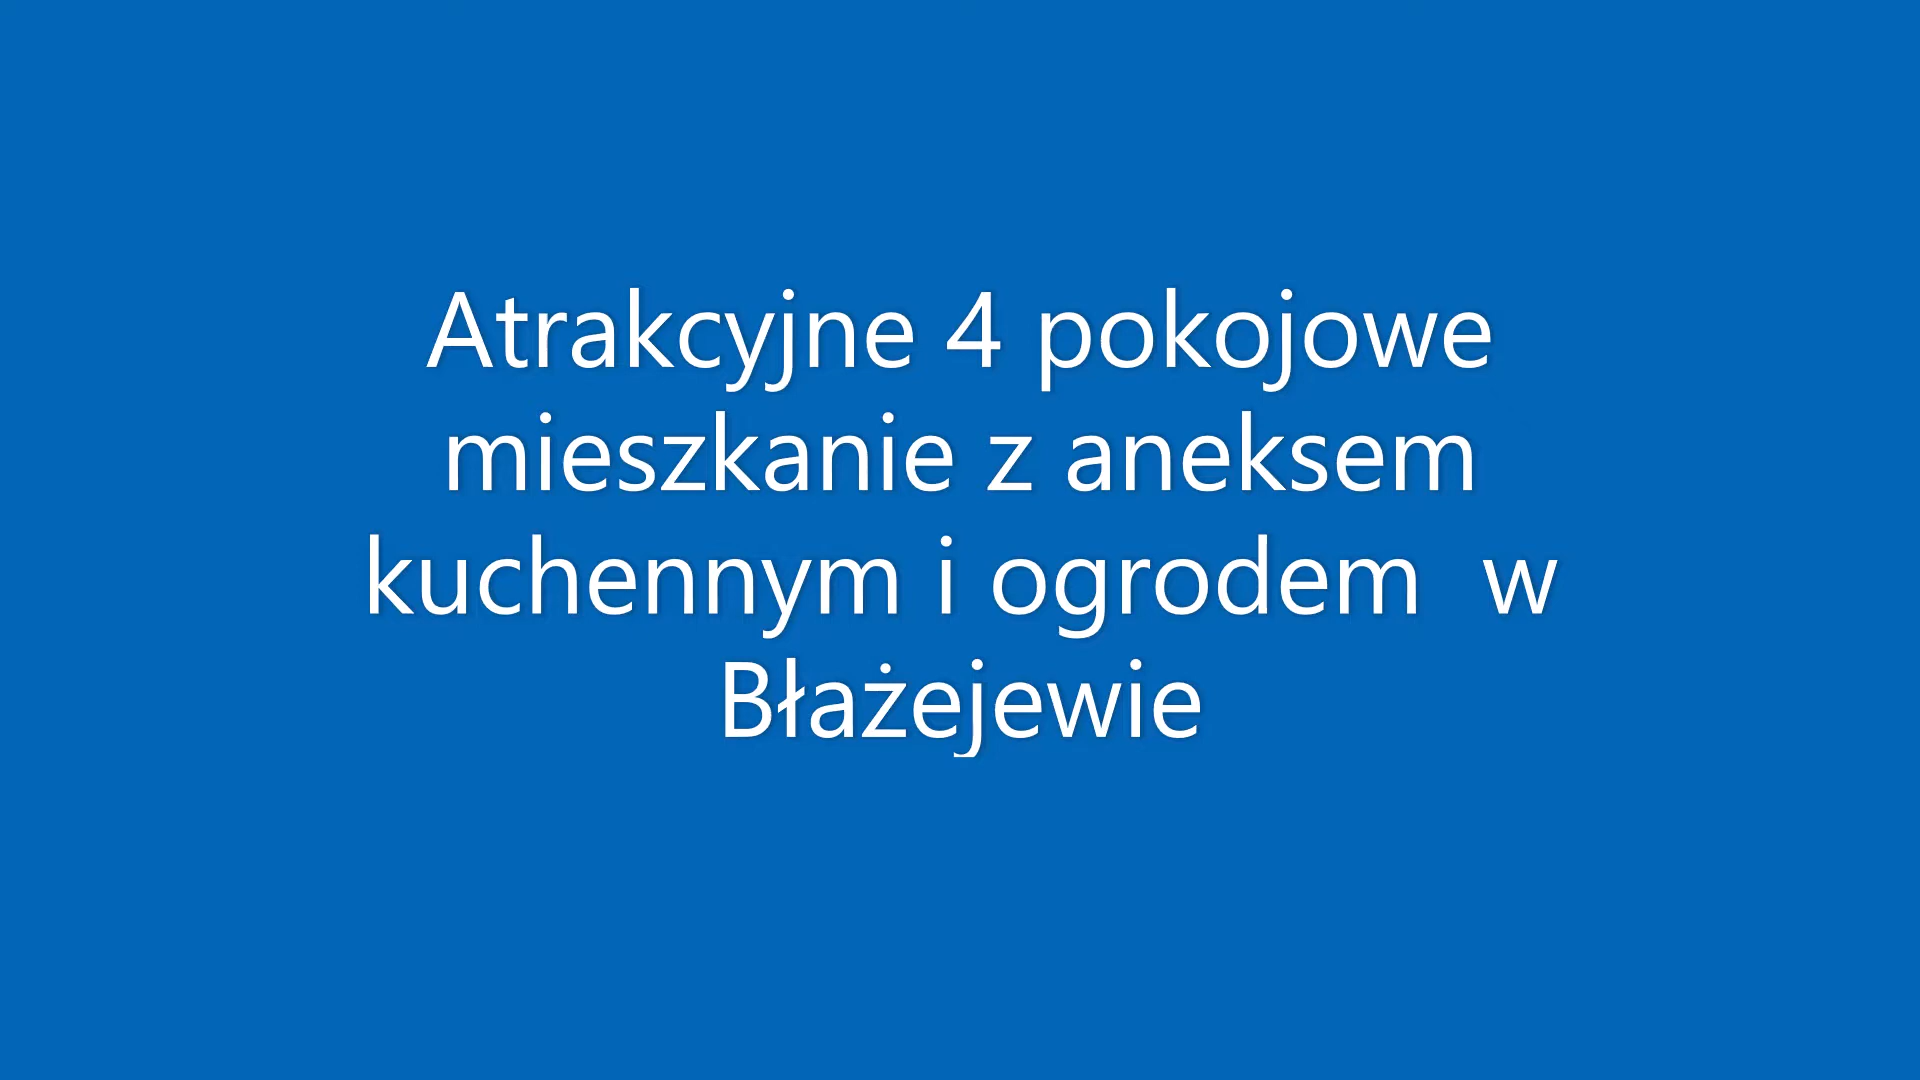 Atrakcyjne 4 pokojowe
mieszkanie z aneksem
kuchennym i ogrodem  w
Błażejewie